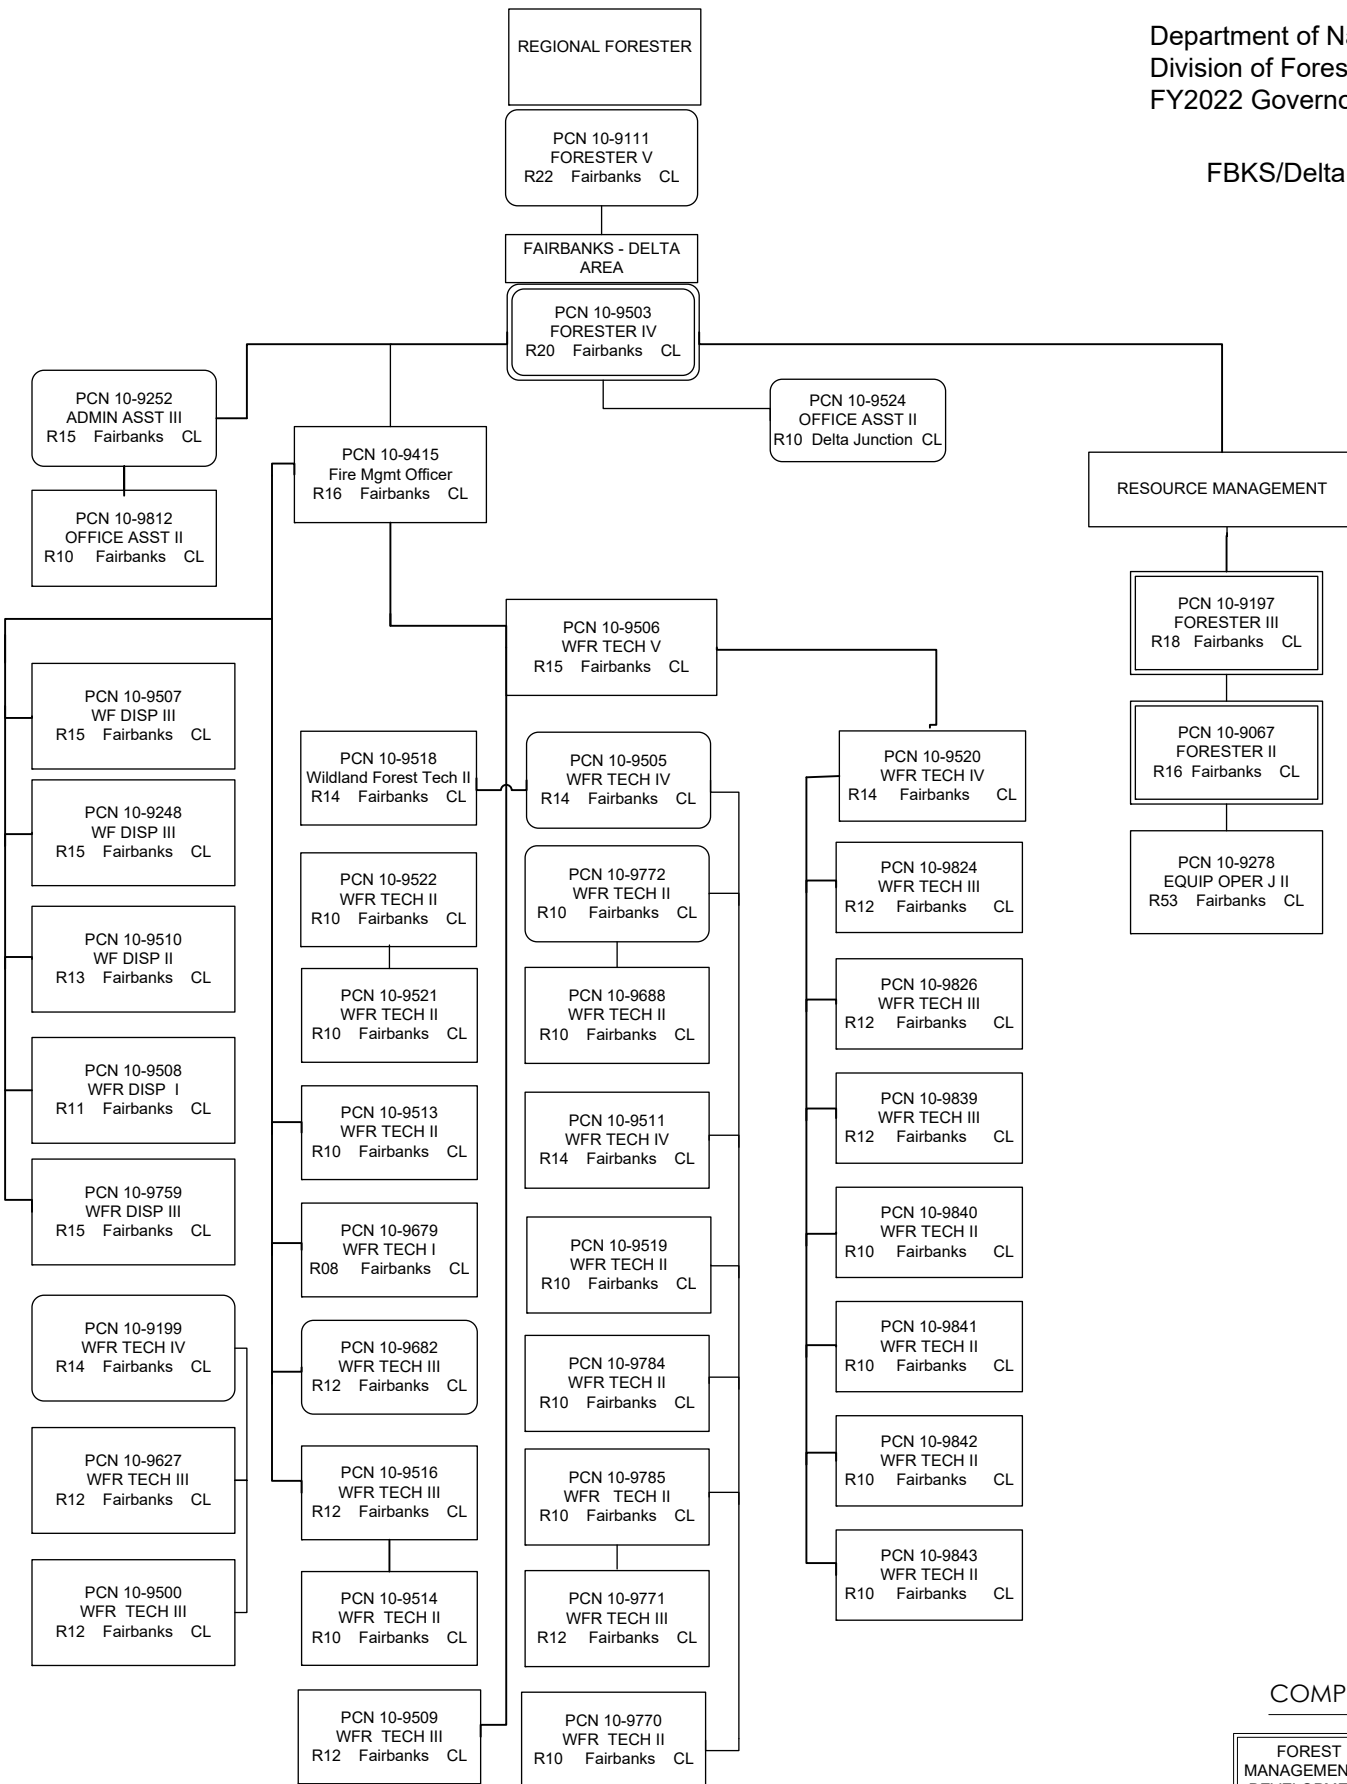 REGIONAL FORESTER
Department of
Division of
FY2022
FBKS/Delta
PCN 10-9111
FORESTER V
R22 Fairbanks CL
FAIRBANKS - DELTA
AREA
PCN 10-9503
FORESTER IV
R20 Fairbanks CL
PCN 10-9252
ADMIN ASST III
R15 Fairbanks CL
PCN 10-9812
OFFICE ASST II
R10 Fairbanks CL
PCN 10-9415
Fire Mgmt Officer
R16 Fairbanks CL
PCN 10-9524
OFFICE ASST II
R10 Delta Junction CL
RESOURCE MANAGEMENT
PCN 10-9197
FORESTER III
R18 Fairbanks CL
PCN 10-9067
FORESTER II
R16 Fairbanks CL
PCN 10-9278
EQUIP OPER J II
R53 Fairbanks CL
PCN 10-9506
WFR TECH V
R15 Fairbanks CL
PCN 10-9507
WF DISP III
R15 Fairbanks CL
PCN 10-9248
WF DISP III
R15 Fairbanks CL
PCN 10-9510
WF DISP II
R13 Fairbanks CL
PCN 10-9508
WFR DISP I
R11 Fairbanks CL
PCN 10-9759
WFR DISP III
R15 Fairbanks CL
PCN 10-9199
WFR TECH IV
R14 Fairbanks CL
PCN 10-9627
WFR TECH III
R12 Fairbanks CL
PCN 10-9500
WFR TECH III
R12 Fairbanks CL
PCN 10-9518
Wildland Forest Tech II
R14 Fairbanks CL
PCN 10-9522
WFR TECH II
R10 Fairbanks CL
PCN 10-9521
WFR TECH II
R10 Fairbanks CL
PCN 10-9513
WFR TECH II
R10 Fairbanks CL
PCN 10-9679
WFR TECH I
R08 Fairbanks CL
PCN 10-9682
WFR TECH III
R12 Fairbanks CL
PCN 10-9516
WFR TECH III
R12 Fairbanks CL
PCN 10-9514
WFR TECH II
R10 Fairbanks CL
PCN 10-9509
WFR TECH III
R12 Fairbanks CL
PCN 10-9505
WFR TECH IV
R14 Fairbanks CL
PCN 10-9772
WFR TECH II
R10 Fairbanks CL
PCN 10-9688
WFR TECH II
R10 Fairbanks CL
PCN 10-9511
WFR TECH IV
R14 Fairbanks CL
PCN 10-9519
WFR TECH II
R10 Fairbanks CL
PCN 10-9784
WFR TECH II
R10 Fairbanks CL
PCN 10-9785
WFR TECH II
R10 Fairbanks CL
PCN 10-9771
WFR TECH III
R12 Fairbanks CL
PCN 10-9770
WFR TECH II
R10 Fairbanks CL
PCN 10-9520
WFR TECH IV
R14 Fairbanks CL
PCN 10-9824
WFR TECH III
R12 Fairbanks CL
PCN 10-9826
WFR TECH III
R12 Fairbanks CL
PCN 10-9839
WFR TECH III
R12 Fairbanks CL
PCN 10-9840
WFR TECH II
R10 Fairbanks CL
PCN 10-9841
WFR TECH II
R10 Fairbanks CL
PCN 10-9842
WFR TECH II
R10 Fairbanks CL
PCN 10-9843
WFR TECH II
R10 Fairbanks CL
COMP
FOREST